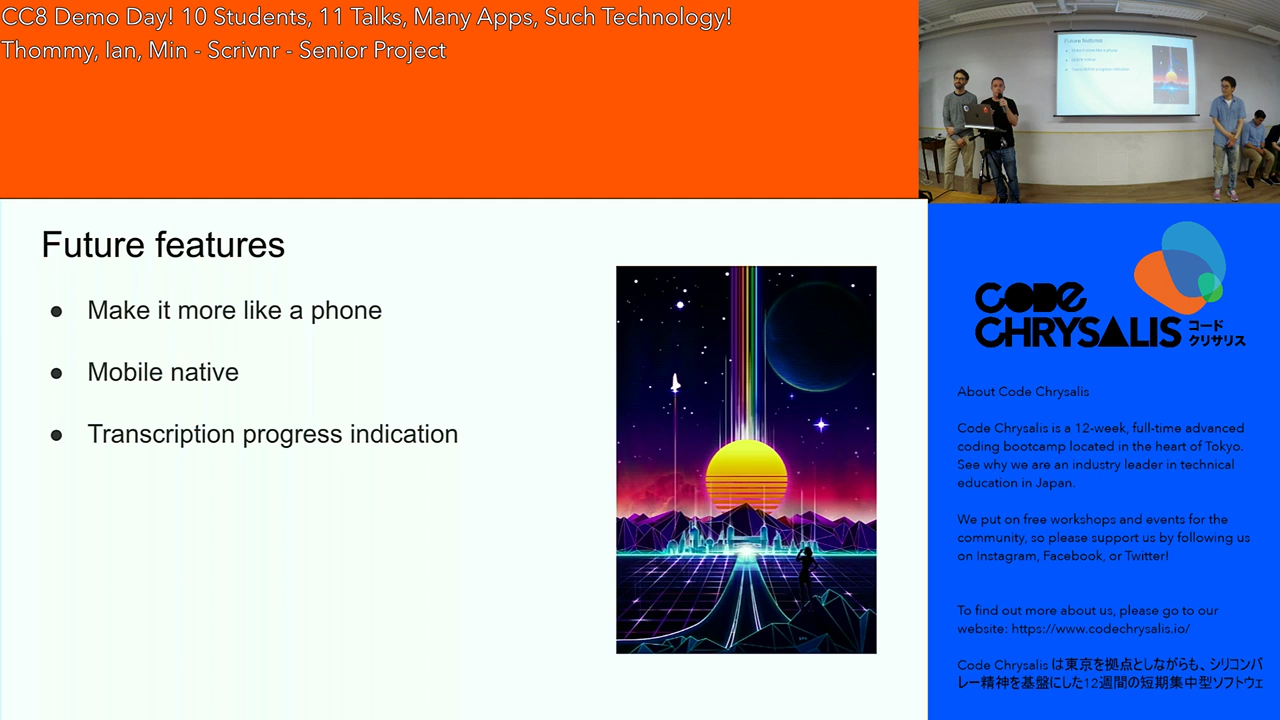 CC8 Demo Day! 10 Students, 11 Talks, Many Apps, Such Technology!
Thommy, Ian, Min - Scrivnr - Senior Project
Future features
Future features
● Make it more like a phone
● Mobile native
● Transcription progress indication
CODE
CHRYSALIS コード
クリサリス
About Code Chrysalis
Code Chrysalis is a 12-week, full-time advanced
coding bootcamp located in the heart of Tokyo.
See why we are an industry leader in technical
education in Japan.
We put on free workshops and events for the
community, so please support us by following us
on Instagram, Facebook, or Twitter!
To find out more about us, please go to our
website: https://www.codechrysalis.io/
Code Chrysalis は東京を拠点としながらも、シリコンバ
レー精神を基盤にした12週間の短期集中型ソフトウェ